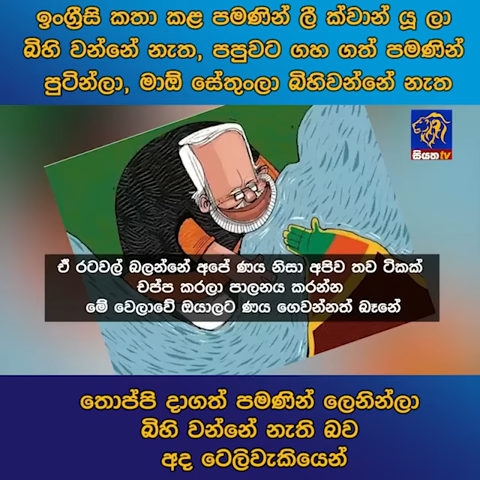 ඉංග්‍රීසි කතා කළ පමණින් ලී ක්වාන් යූ ලා
බිහි වන්නේ නැත, පපුවට ගහ ගත් පමණින්
පුටින්ලා, මාඕ සේතුංලා බිහිවන්නේ නැත
සියත tv
ඒ රටවල් බලන්නේ අපේ ණය නිසා අපිව තව ටිකක්
චප්ප කරලා පාලනය කරන්න
මේ වෙලාවේ ඔයාලට ණය ගෙවන්නත් බෑනේ
තොප්පි දාගත් පමණින් ලෙනින්ලා
බිහි වන්නේ නැති බව
අද ටෙලිවැකියෙන්